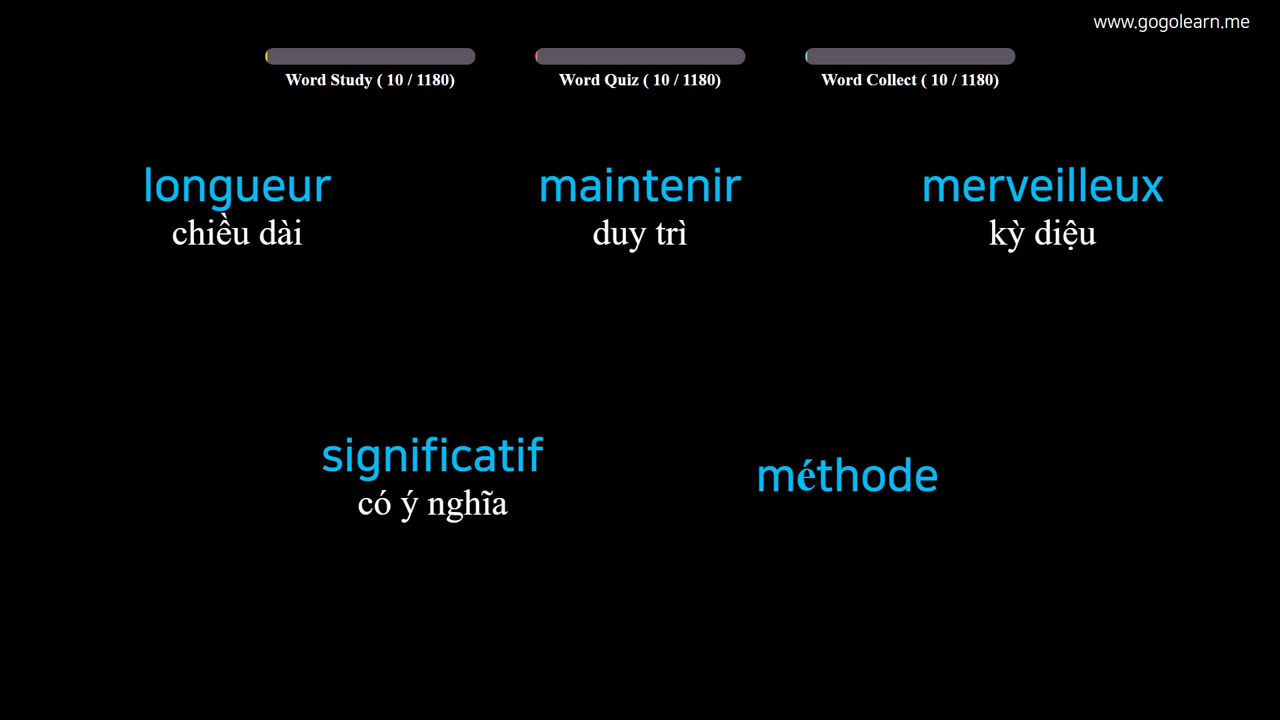 www.gogolearn.me
Word Study ( 10 / 1180)
Word Quiz ( 10 / 1180)
Word Collect ( 10 / 1180)
longueur
chiều dài
maintenir
duy trì
merveilleux
kỳ diệu
significatif
có ý nghĩa
méthode